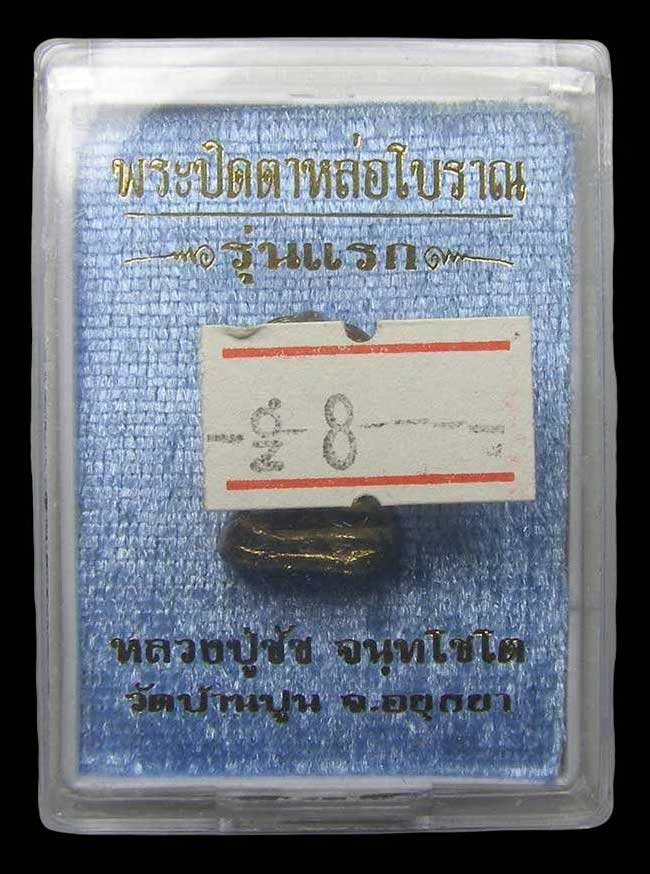 พระปิดตาหล่อโบราณ
รุ่นแรก
NO. 8
หลวงปู่ชัช จนฺทโชโต
วัดบ้านปูน จ.อยุธยา